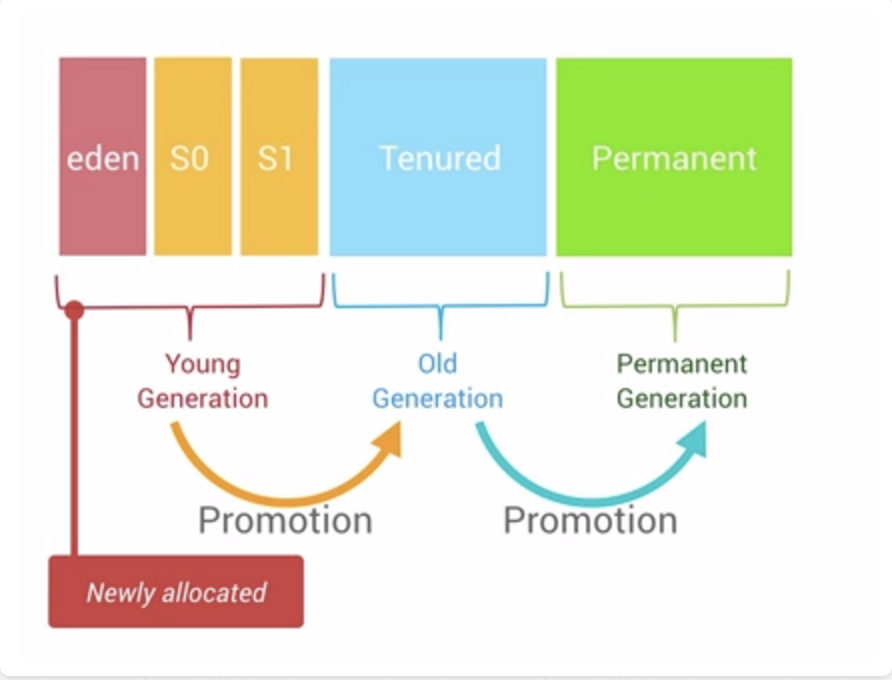 eden
S0
S1
Tenured
Permanent
Young
Generation
Old
Generation
Permanent
Generation
Promotion
Promotion
Newly allocated